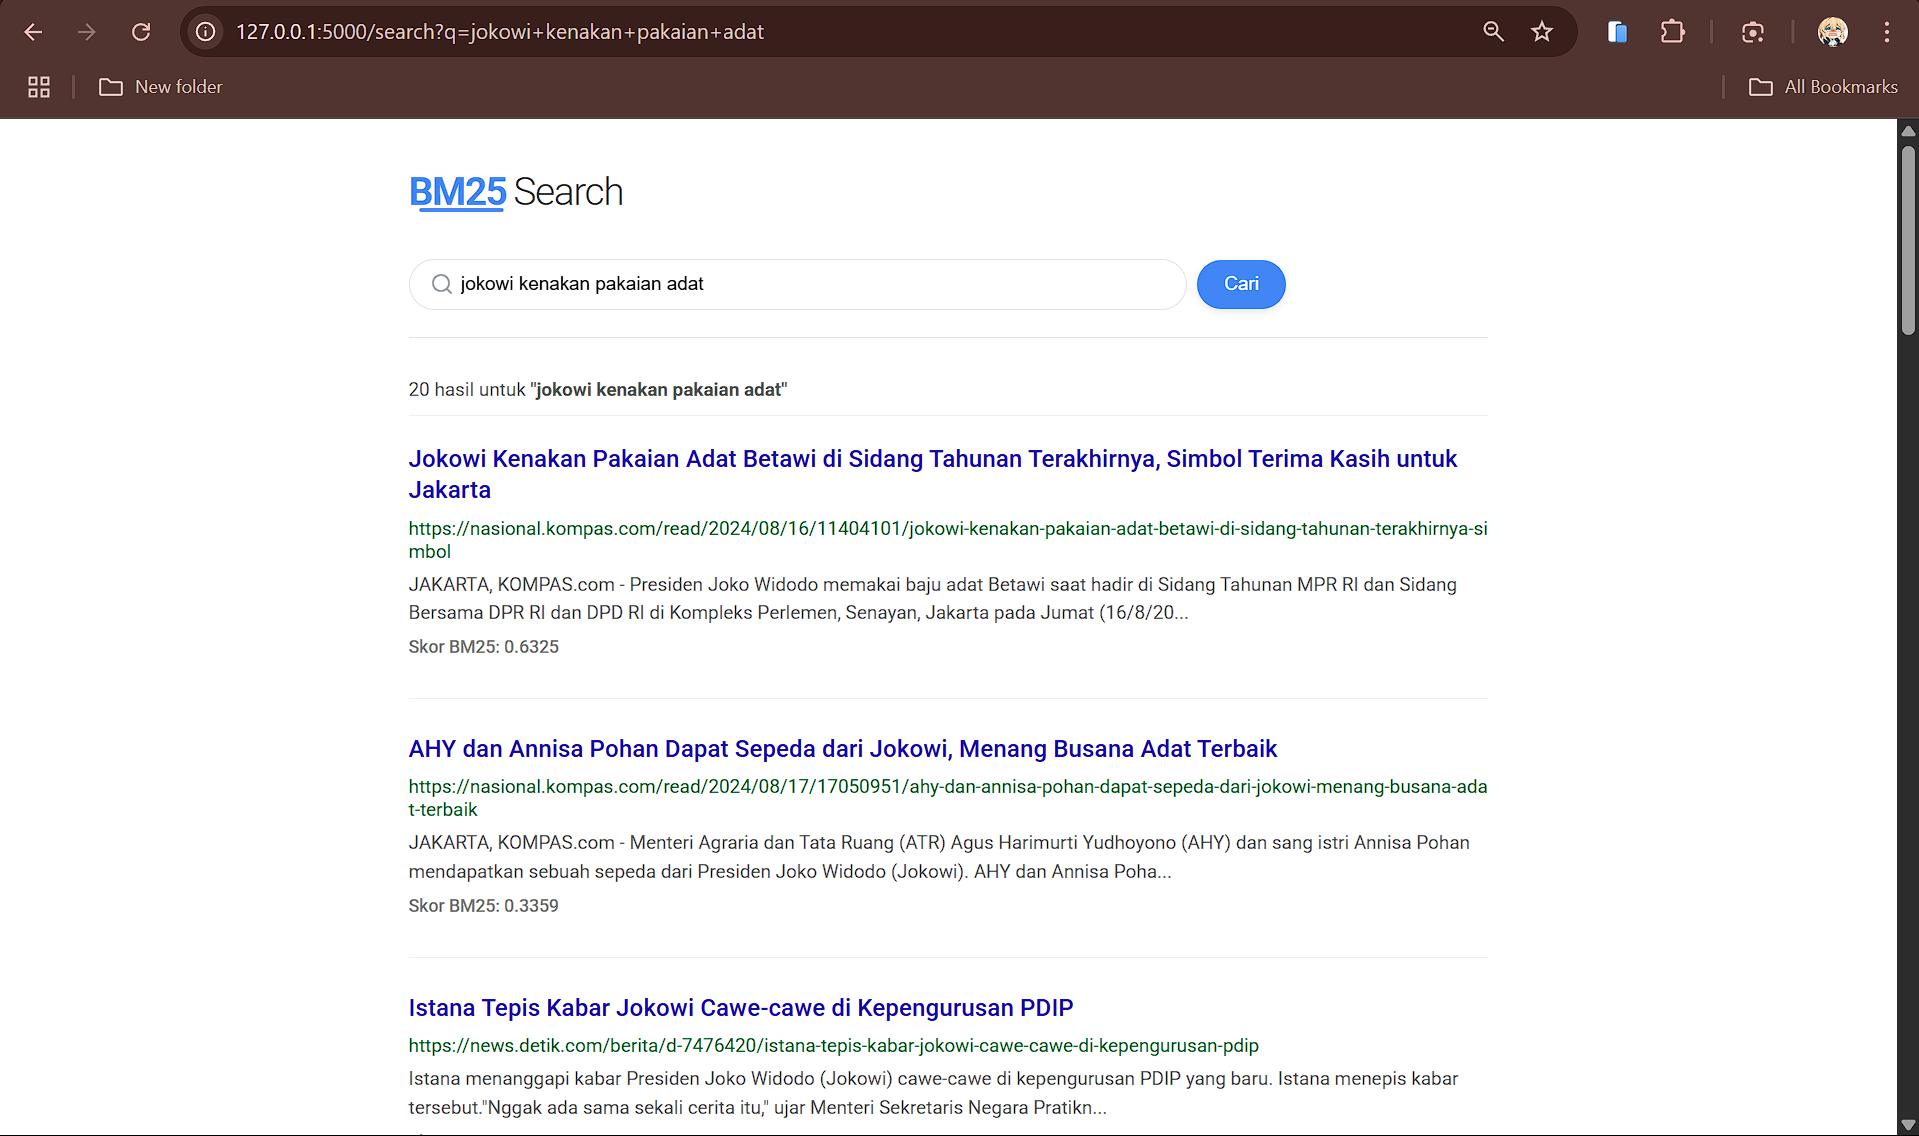 127.0.0.1:5000/search?q=jokowi+kenakan+pakaian+adat
New folder
All Bookmarks
BM25 Search
jokowi kenakan pakaian adat
Cari
20 hasil untuk "jokowi kenakan pakaian adat"
Jokowi Kenakan Pakaian Adat Betawi di Sidang Tahunan Terakhirnya, Simbol Terima Kasih untuk
Jakarta
https://nasional.kompas.com/read/2024/08/16/11404101/jokowi-kenakan-pakaian-adat-betawi-di-sidang-tahunan-terakhirnya-si
mbol
JAKARTA, KOMPAS.com - Presiden Joko Widodo memakai baju adat Betawi saat hadir di Sidang Tahunan MPR RI dan Sidang
Bersama DPR RI dan DPD RI di Kompleks Perlemen, Senayan, Jakarta pada Jumat (16/8/20...
Skor BM25: 0.6325
AHY dan Annisa Pohan Dapat Sepeda dari Jokowi, Menang Busana Adat Terbaik
https://nasional.kompas.com/read/2024/08/17/17050951/ahy-dan-annisa-pohan-dapat-sepeda-dari-jokowi-menang-busana-ada
t-terbaik
JAKARTA, KOMPAS.com - Menteri Agraria dan Tata Ruang (ATR) Agus Harimurti Yudhoyono (AHY) dan sang istri Annisa Pohan
mendapatkan sebuah sepeda dari Presiden Joko Widodo (Jokowi). AHY dan Annisa Poha...
Skor BM25: 0.3359
Istana Tepis Kabar Jokowi Cawe-cawe di Kepengurusan PDIP
https://news.detik.com/berita/d-7476420/istana-tepis-kabar-jokowi-cawe-cawe-di-kepengurusan-pdip
Istana menanggapi kabar Presiden Joko Widodo (Jokowi) cawe-cawe di kepengurusan PDIP yang baru. Istana menepis kabar
tersebut."Nggak ada sama sekali cerita itu," ujar Menteri Sekretaris Negara Pratikn...